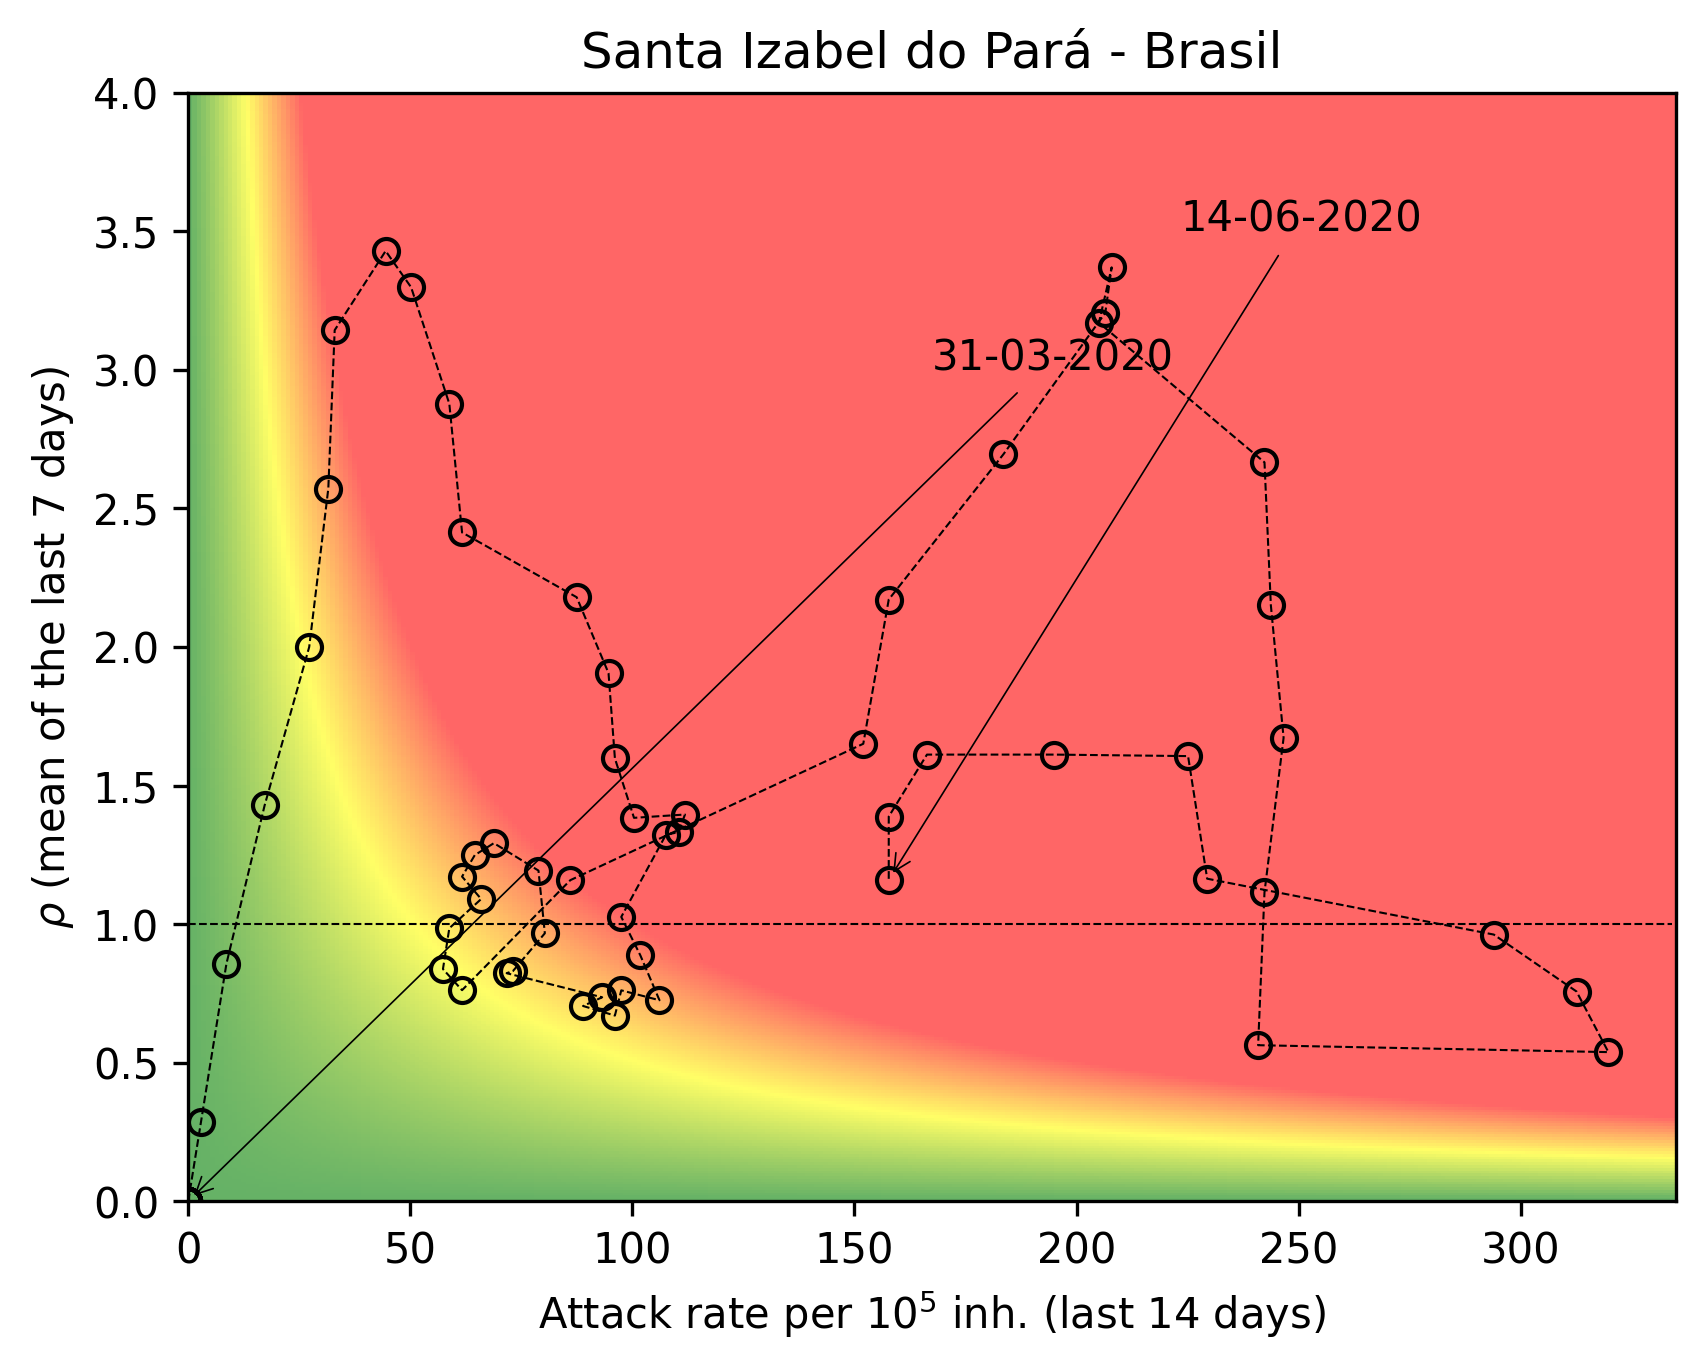 Santa Izabel do Pará - Brasil
4.0
3.5
3.0
2.5
2.0
1.5
1.0
0.5
0.0
ρ (mean of the last 7 days)
14-06-2020
31-03-2020
0 50 100 150 200 250 300
Attack rate per 10⁵ inh. (last 14 days)